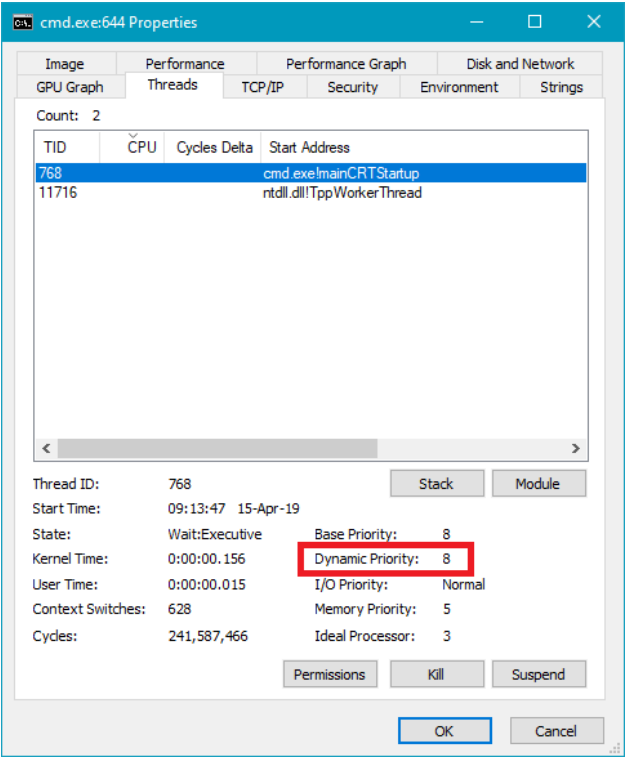 cmd.exe:644 Properties
Image Performance Performance Graph Disk and Network
GPU Graph Threads TCP/IP Security Environment Strings
Count: 2
TID CPU Cycles Delta Start Address
768 cmd.exe!mainCRTStartup
11716 ntdll.dll!TppWorkerThread
Thread ID: 768 Stack Module
Start Time: 09:13:47 15-Apr-19
State: Wait:Executive Base Priority: 8
Kernel Time: 0:00:00.156 Dynamic Priority: 8
User Time: 0:00:00.015 I/O Priority: Normal
Context Switches: 628 Memory Priority: 5
Cycles: 241,587,466 Ideal Processor: 3
Permissions Kill Suspend
OK Cancel